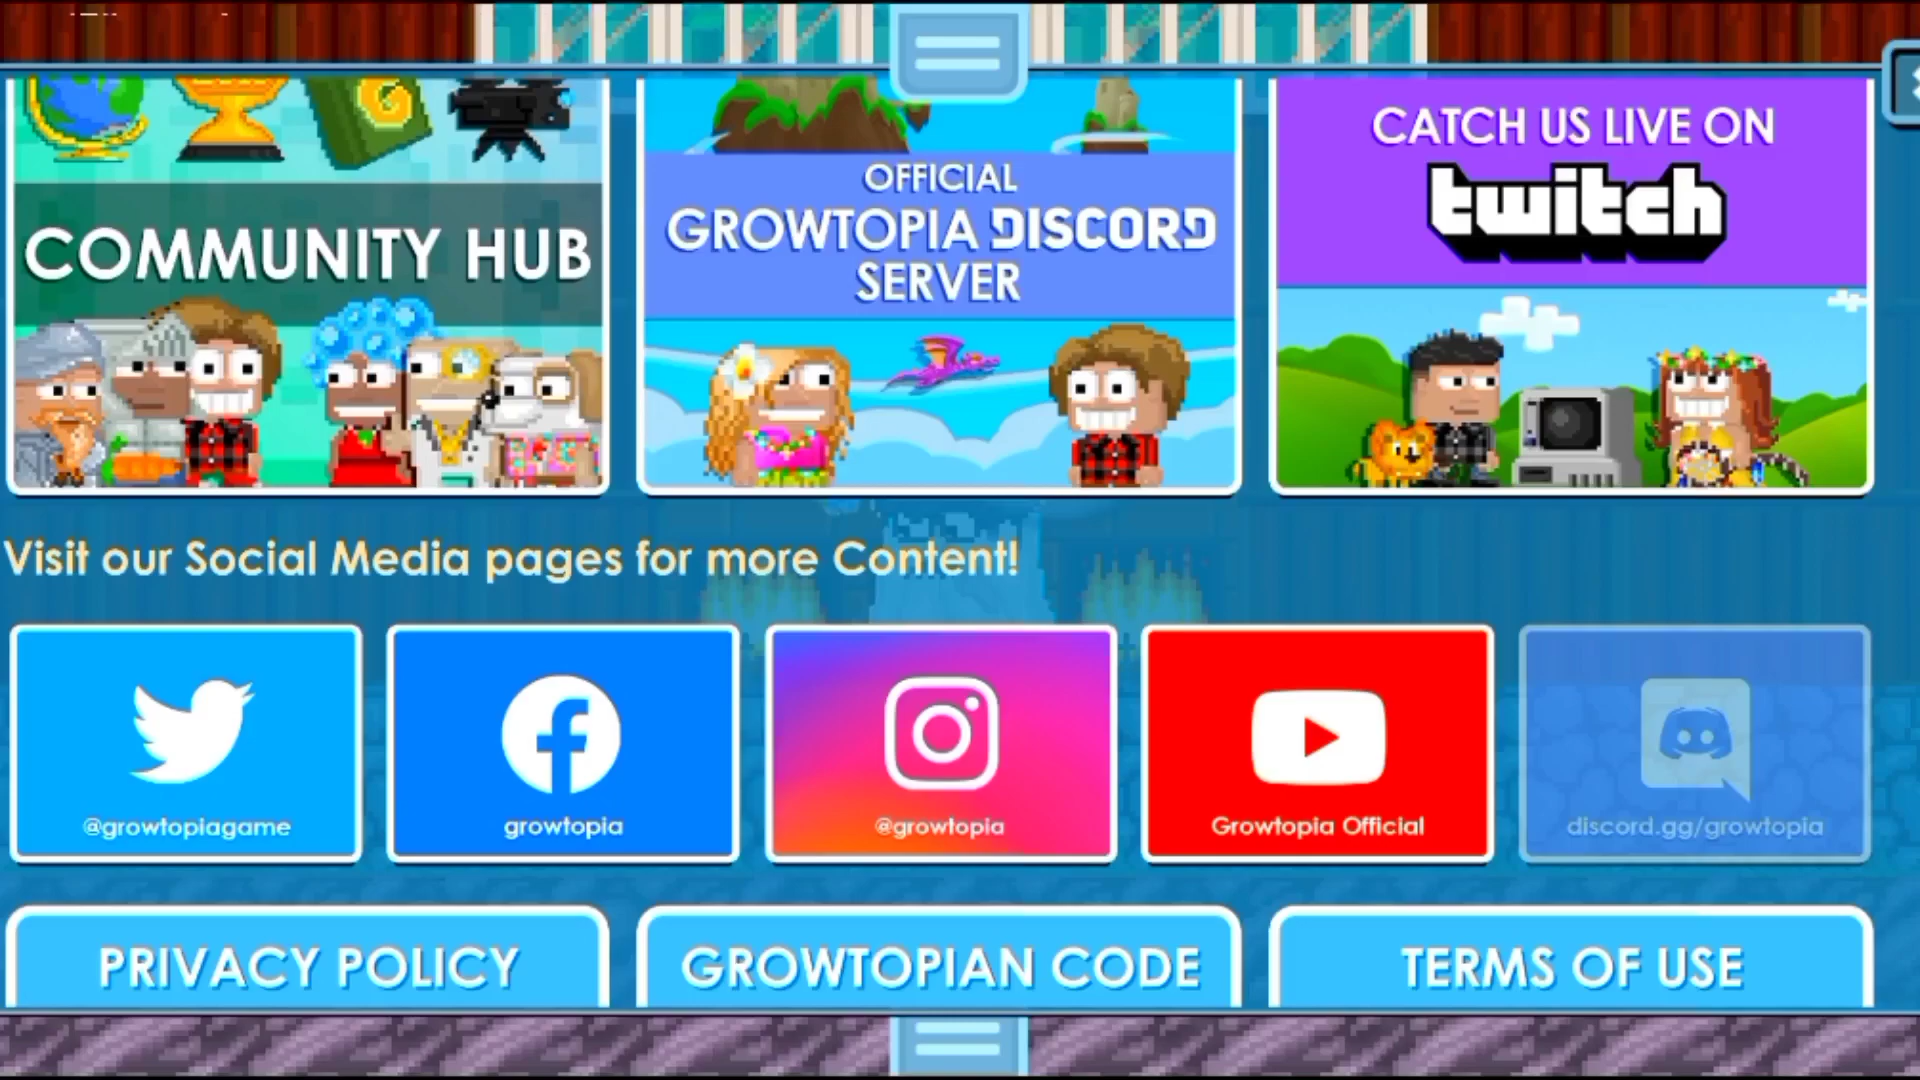 COMMUNITY HUB
OFFICIAL
GROWTOPIA DISCORD
SERVER
CATCH US LIVE ON
twitch
Visit our Social Media pages for more Content!
@growtopiagame
growtopia
@growtopia
Growtopia Official
discord.gg/growtopia
PRIVACY POLICY
GROWTOPIAN CODE
TERMS OF USE